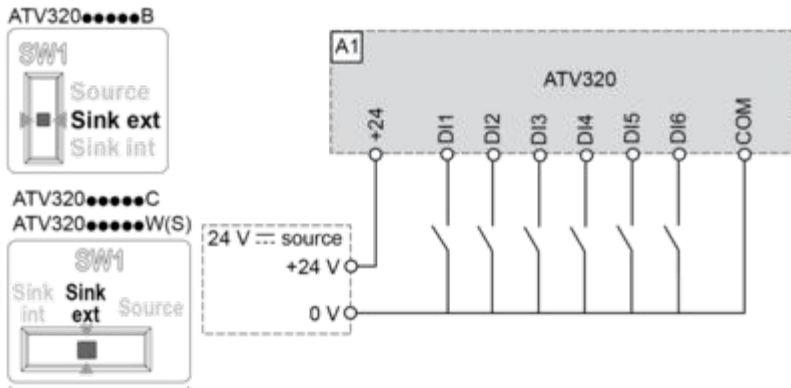 ATV320●●●●●B
SW1
Source
Sink ext
Sink int
ATV320●●●●●C
ATV320●●●●●W(S)
SW1
Sink int
Sink ext
Source
A1
ATV320
+24
DI1
DI2
DI3
DI4
DI5
DI6
COM
24 V ⎓ source
+24 V
0 V